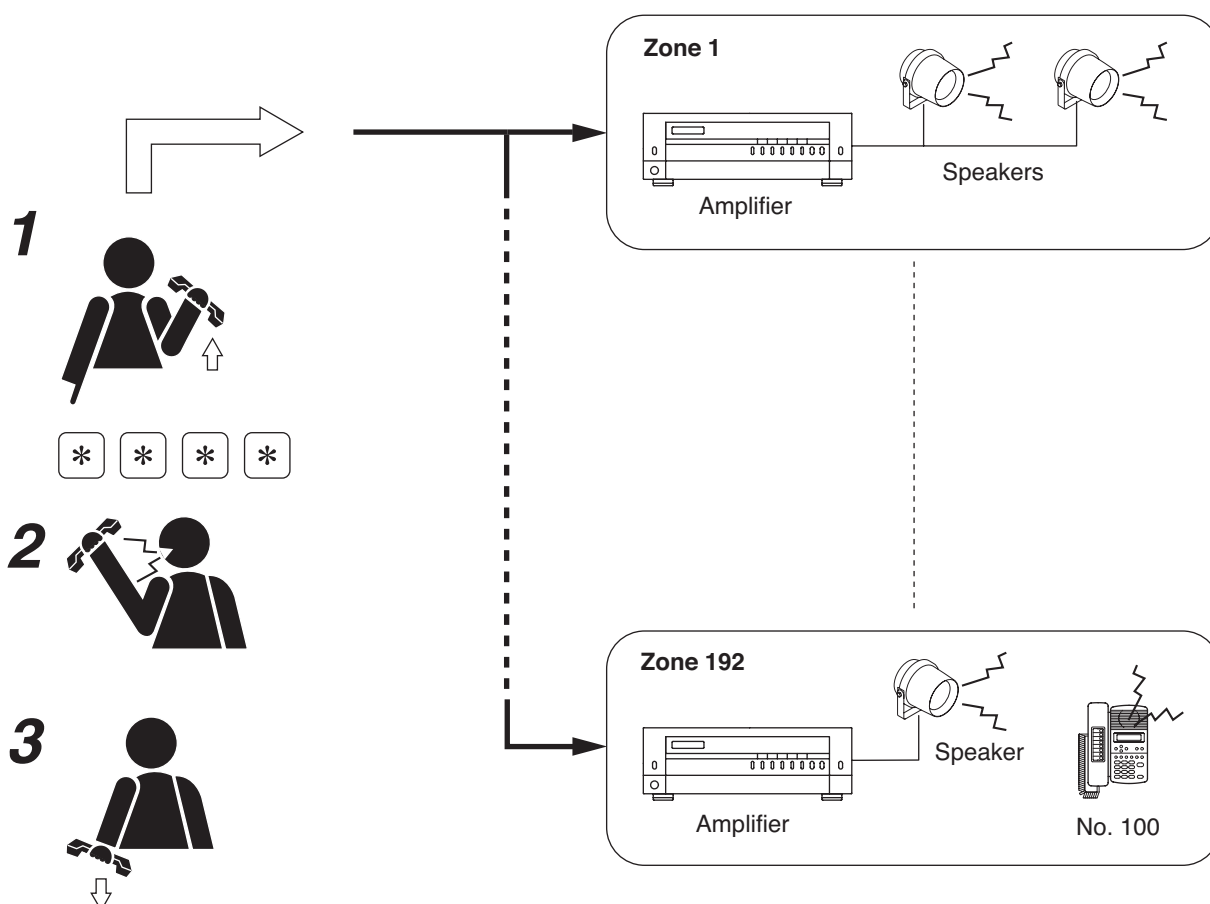 Zone 1
Speakers
Amplifier
1
* * * *
2
Zone 192
3
Speaker
Amplifier
No. 100